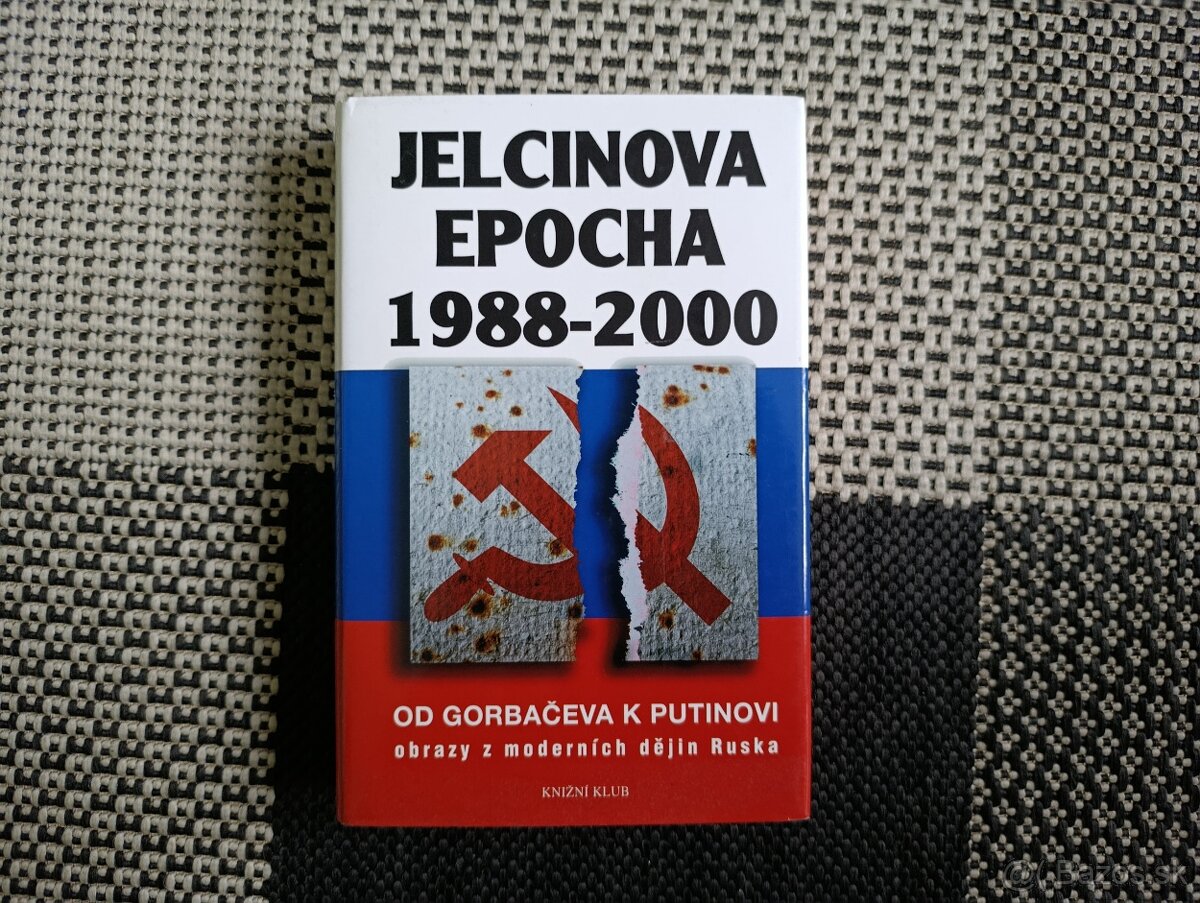 JELCINOVA
EPOCHA
1988-2000
OD GORBAČEVA K PUTINOVI
obrazy z moderních dějin Ruska
KNIŽNÍ KLUB
Bazos.sk